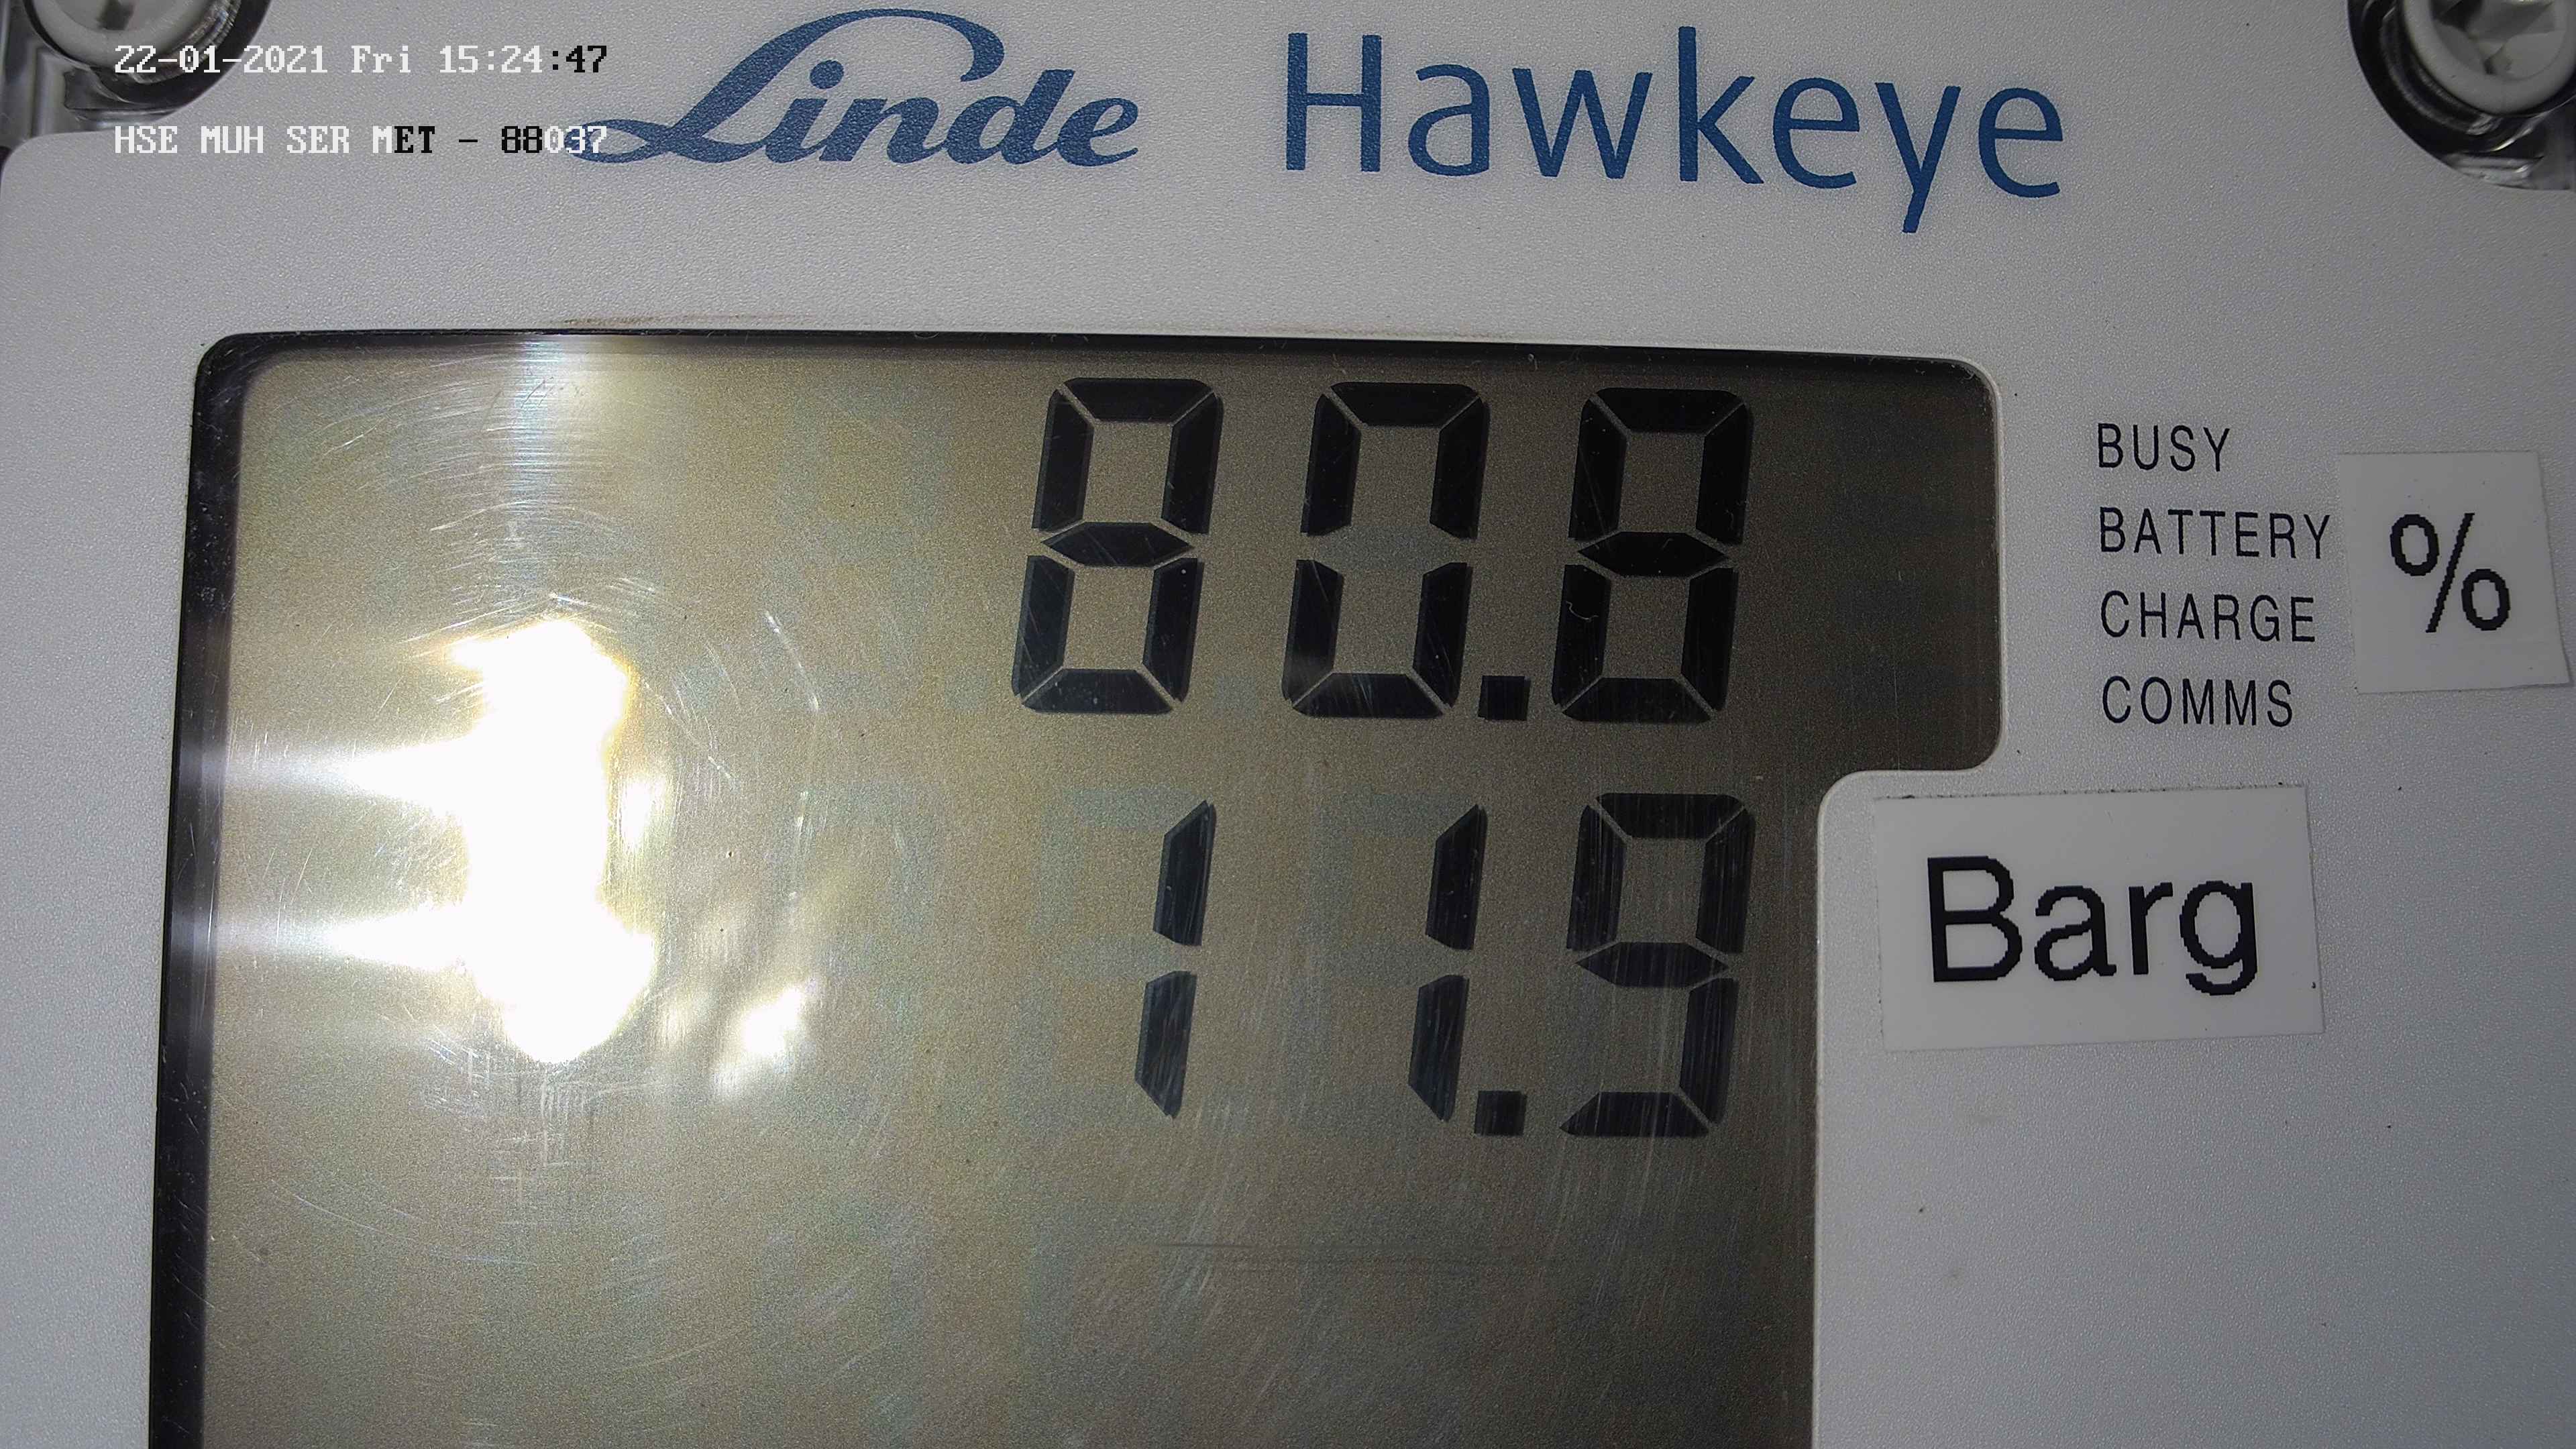 22-01-2021 Fri 15:24:47
HSE MUH SER MET - 88037
Linde Hawkeye
80.8
BUSY
BATTERY
CHARGE
COMMS
%
11.9
Barg